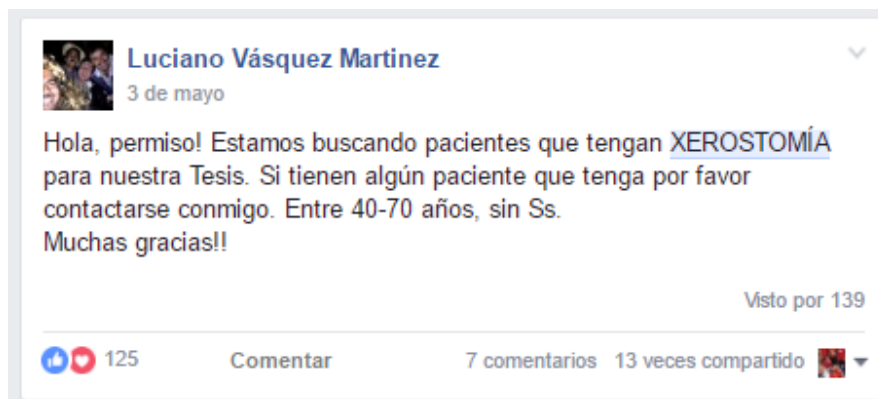 Luciano Vásquez Martinez
3 de mayo
Hola, permiso! Estamos buscando pacientes que tengan XEROSTOMÍA
para nuestra Tesis. Si tienen algún paciente que tenga por favor
contactarse conmigo. Entre 40-70 años, sin Ss.
Muchas gracias!!
Visto por 139
125 Comentar 7 comentarios 13 veces compartido